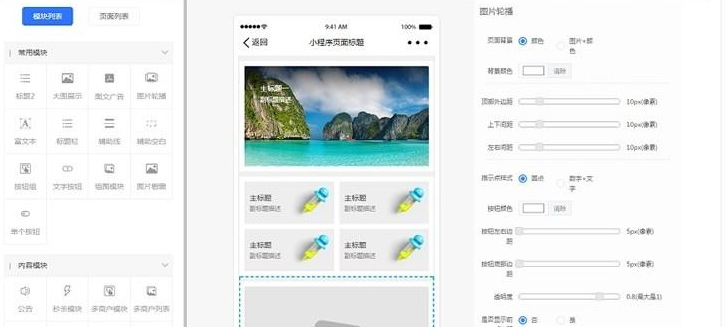 模块列表
页面列表
常用模块
标题2
大图展示
图文广告
图片轮播
富文本
标题栏
辅助线
辅助空白
按钮组
文字按钮
橱窗模块
图片橱窗
单个按钮
内容模块
公告
秒杀模块
多商户模块
多商户列表
9:41 AM
100%
返回
小程序页面标题
主标题一
副标题描述
主标题
副标题描述
主标题
副标题描述
主标题
副标题描述
主标题
副标题描述
图片轮播
页面背景
颜色
图片+颜
色
背景颜色
清除
顶部外边距
10px(像素)
上下间距
10px(像素)
左右间距
10px(像素)
指示点样式
圆点
数字+文
字
按钮颜色
清除
按钮左右边
距
5px(像素)
按钮底部边
距
5px(像素)
透明度
0.8(最大是1)
是否显示前
否
是